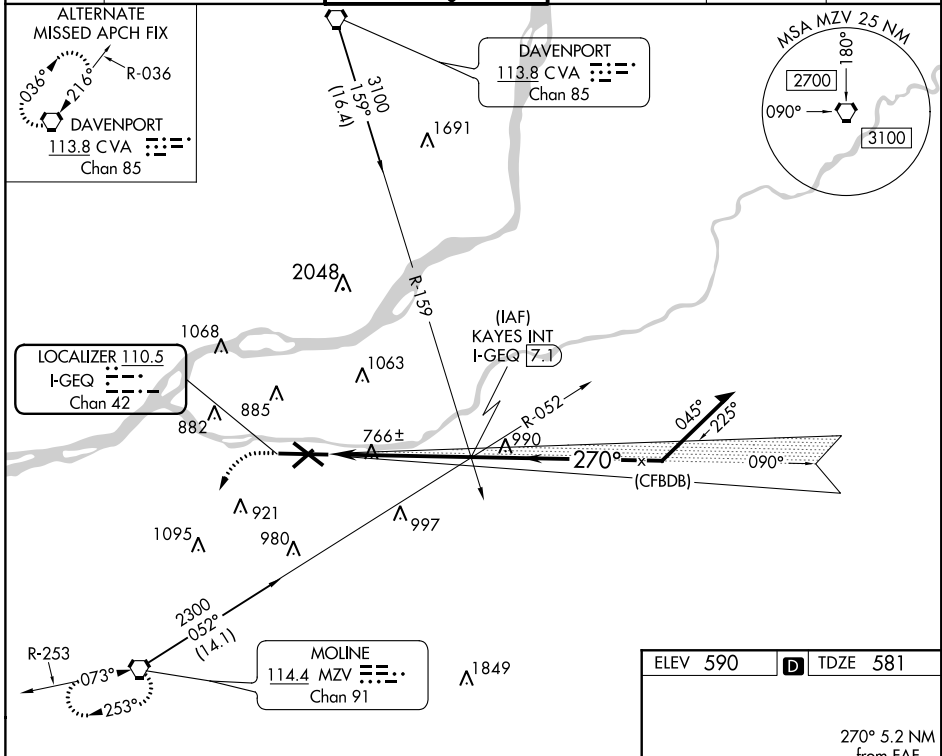 ALTERNATE
MISSED APCH FIX
R-036
036°
216°
DAVENPORT
113.8 CVA
Chan 85
3100
159°
(16.4)
DAVENPORT
113.8 CVA
Chan 85
MSA MZV 25 NM
180°
2700
090°
3100
1691
2048
R-159
(IAF)
KAYES INT
I-GEQ 7.1
1068
LOCALIZER 110.5
I-GEQ
Chan 42
1063
885
882
R-052
045°
225°
766±
990
270°
x
090°
(CFBDB)
921
997
1095
980
2300
052°
(14.1)
R-253
073°
253°
MOLINE
114.4 MZV
Chan 91
1849
ELEV 590 D TDZE 581
270° 5.2 NM
from FAF